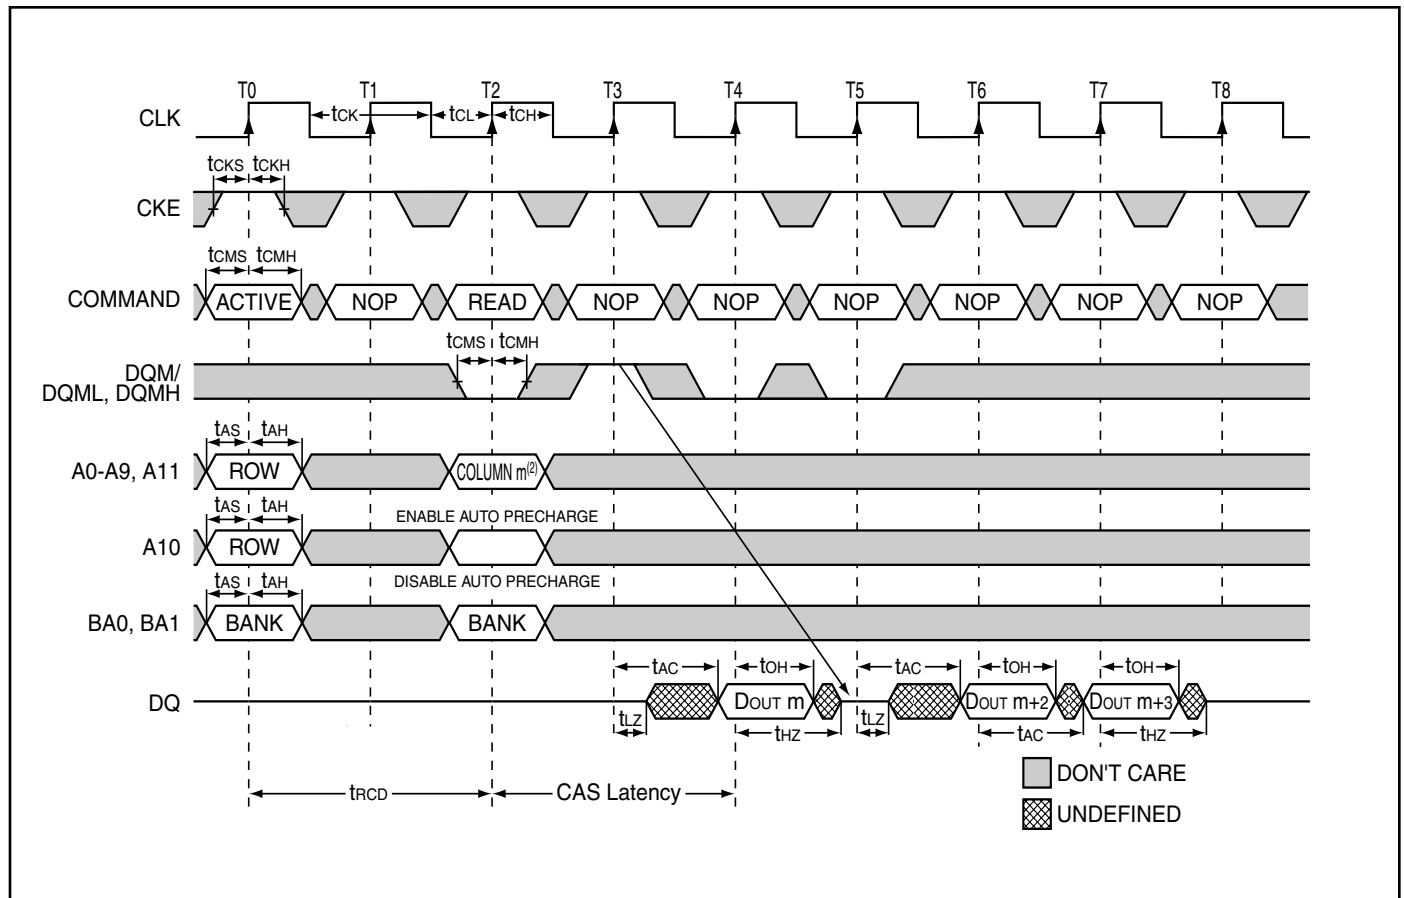 T0 T1 T2 T3 T4 T5 T6 T7 T8
CLK tCK tCL tCH
tCKS tCKH
CKE
tCMS tCMH
COMMAND ACTIVE NOP READ NOP NOP NOP NOP NOP NOP
tCMS tCMH
DQM/
DQML, DQMH
tAS tAH
A0-A9, A11 ROW COLUMN m(2)
tAS tAH ENABLE AUTO PRECHARGE
A10 ROW
tAS tAH DISABLE AUTO PRECHARGE
BA0, BA1 BANK BANK
tAC tOH tAC tOH tOH
DQ DOUT m DOUT m+2 DOUT m+3
tLZ tHZ tLZ tAC tHZ
DON'T CARE
tRCD CAS Latency
UNDEFINED